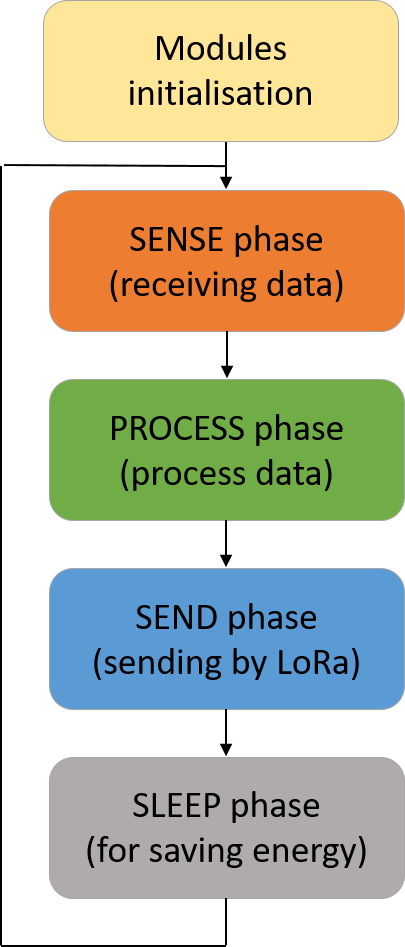 Modules
initialisation
SENSE phase
(receiving data)
PROCESS phase
(process data)
SEND phase
(sending by LoRa)
SLEEP phase
(for saving energy)